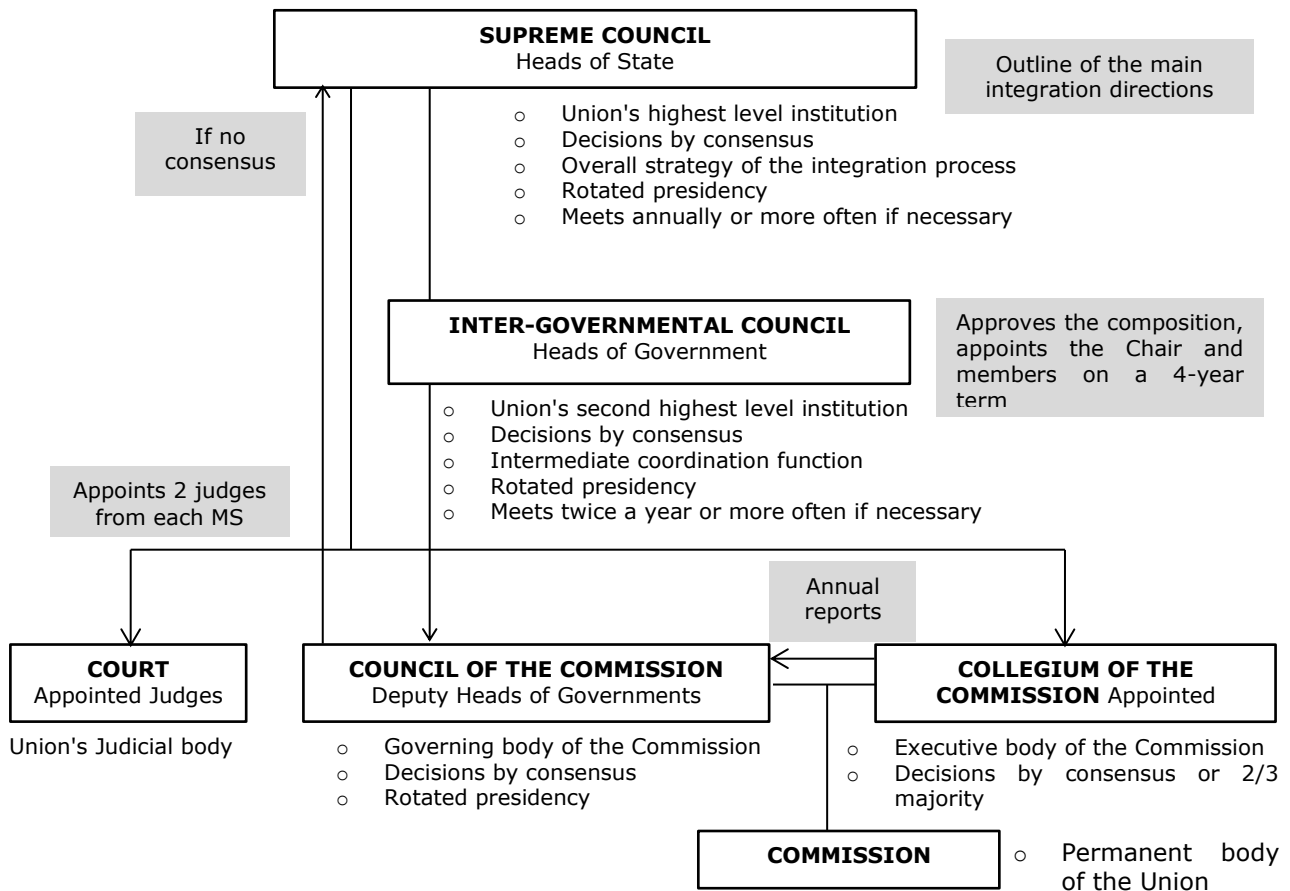 SUPREME COUNCIL
Heads of State
Outline of the main
integration directions
If no
consensus
o Union's highest level institution
o Decisions by consensus
o Overall strategy of the integration process
o Rotated presidency
o Meets annually or more often if necessary
INTER-GOVERNMENTAL COUNCIL
Heads of Government
Approves the composition,
appoints the Chair and
members on a 4-year
term
o Union's second highest level institution
o Decisions by consensus
o Intermediate coordination function
o Rotated presidency
o Meets twice a year or more often if necessary
Appoints 2 judges
from each MS
Annual
reports
COURT
Appointed Judges
Union's Judicial body
COUNCIL OF THE COMMISSION
Deputy Heads of Governments
o Governing body of the Commission
o Decisions by consensus
o Rotated presidency
COLLEGIUM OF THE
COMMISSION Appointed
o Executive body of the Commission
o Decisions by consensus or 2/3
majority
COMMISSION
o Permanent body
of the Union